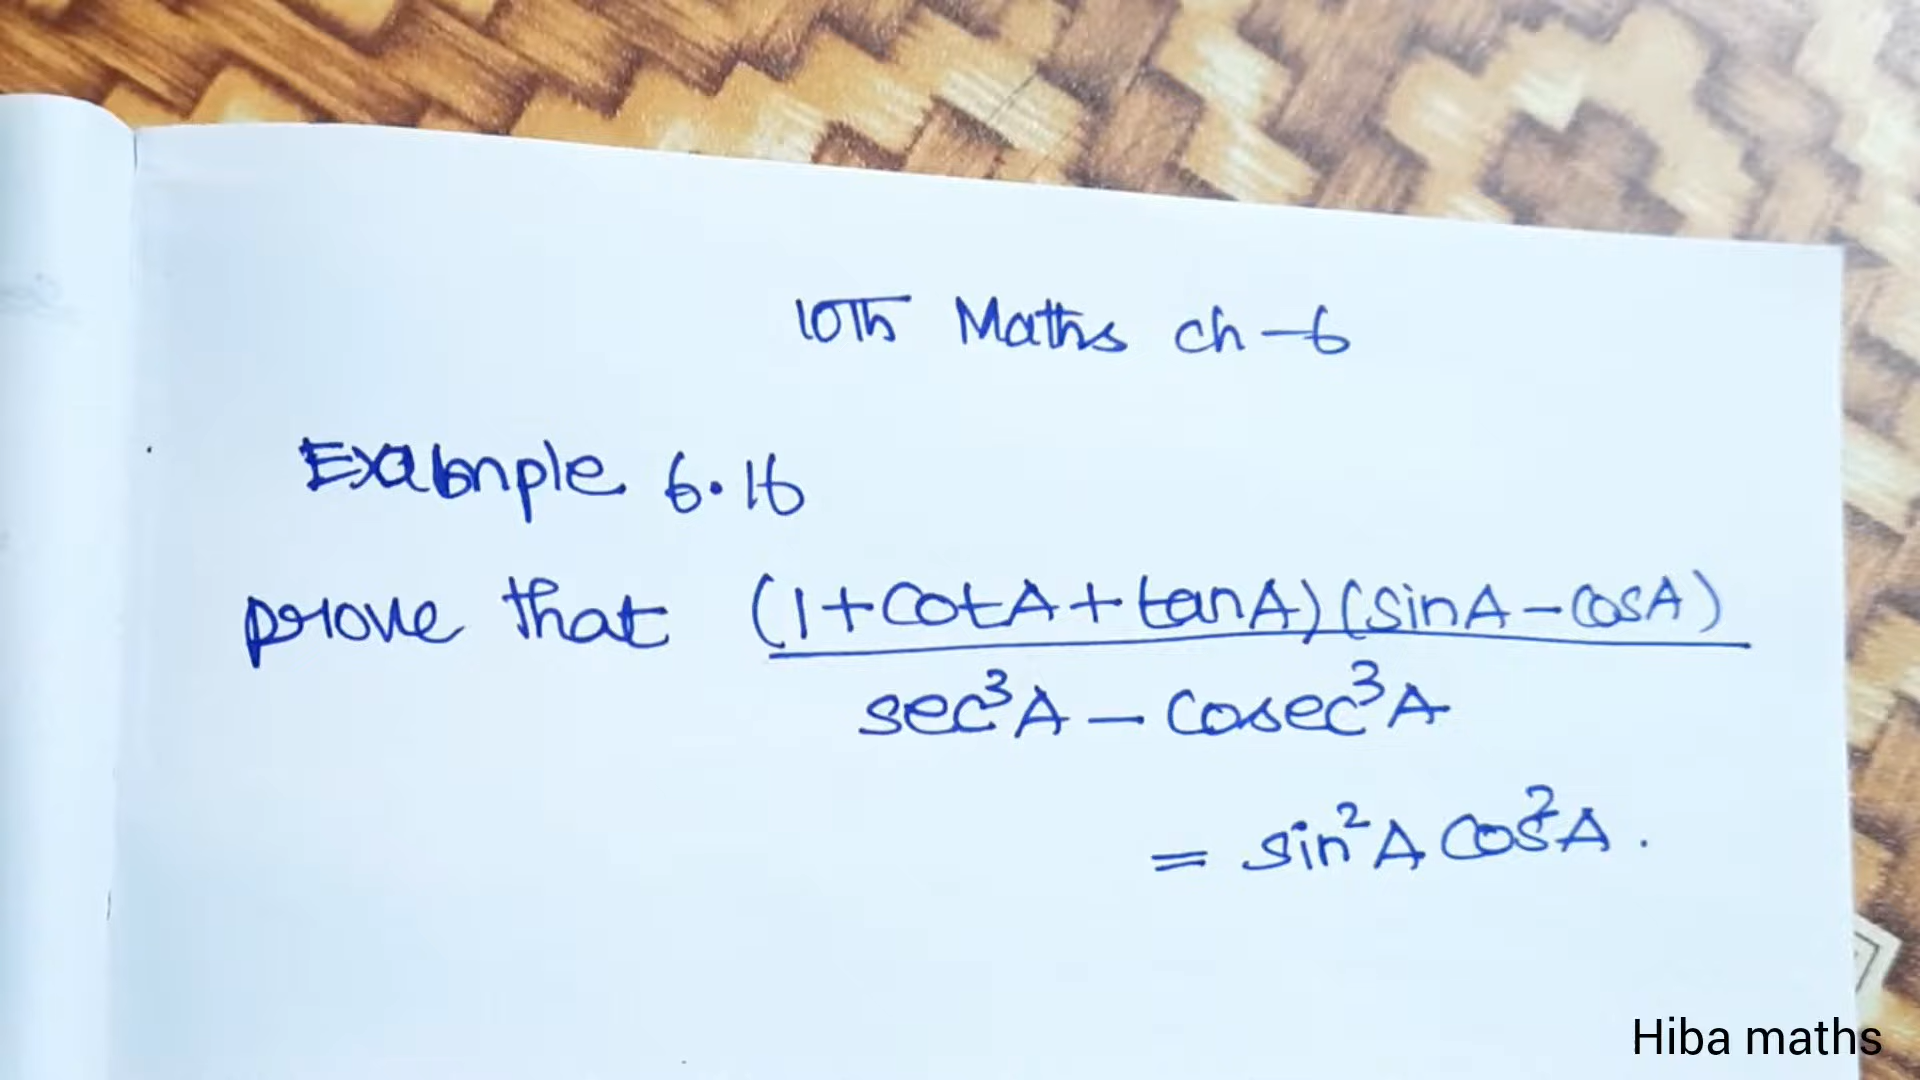 10Th Maths ch-6
Example 6.16
prove that (1+cotA+tanA)(sinA-cosA)
sec³A - cosec³A
= sin²A cos²A.
Hiba maths